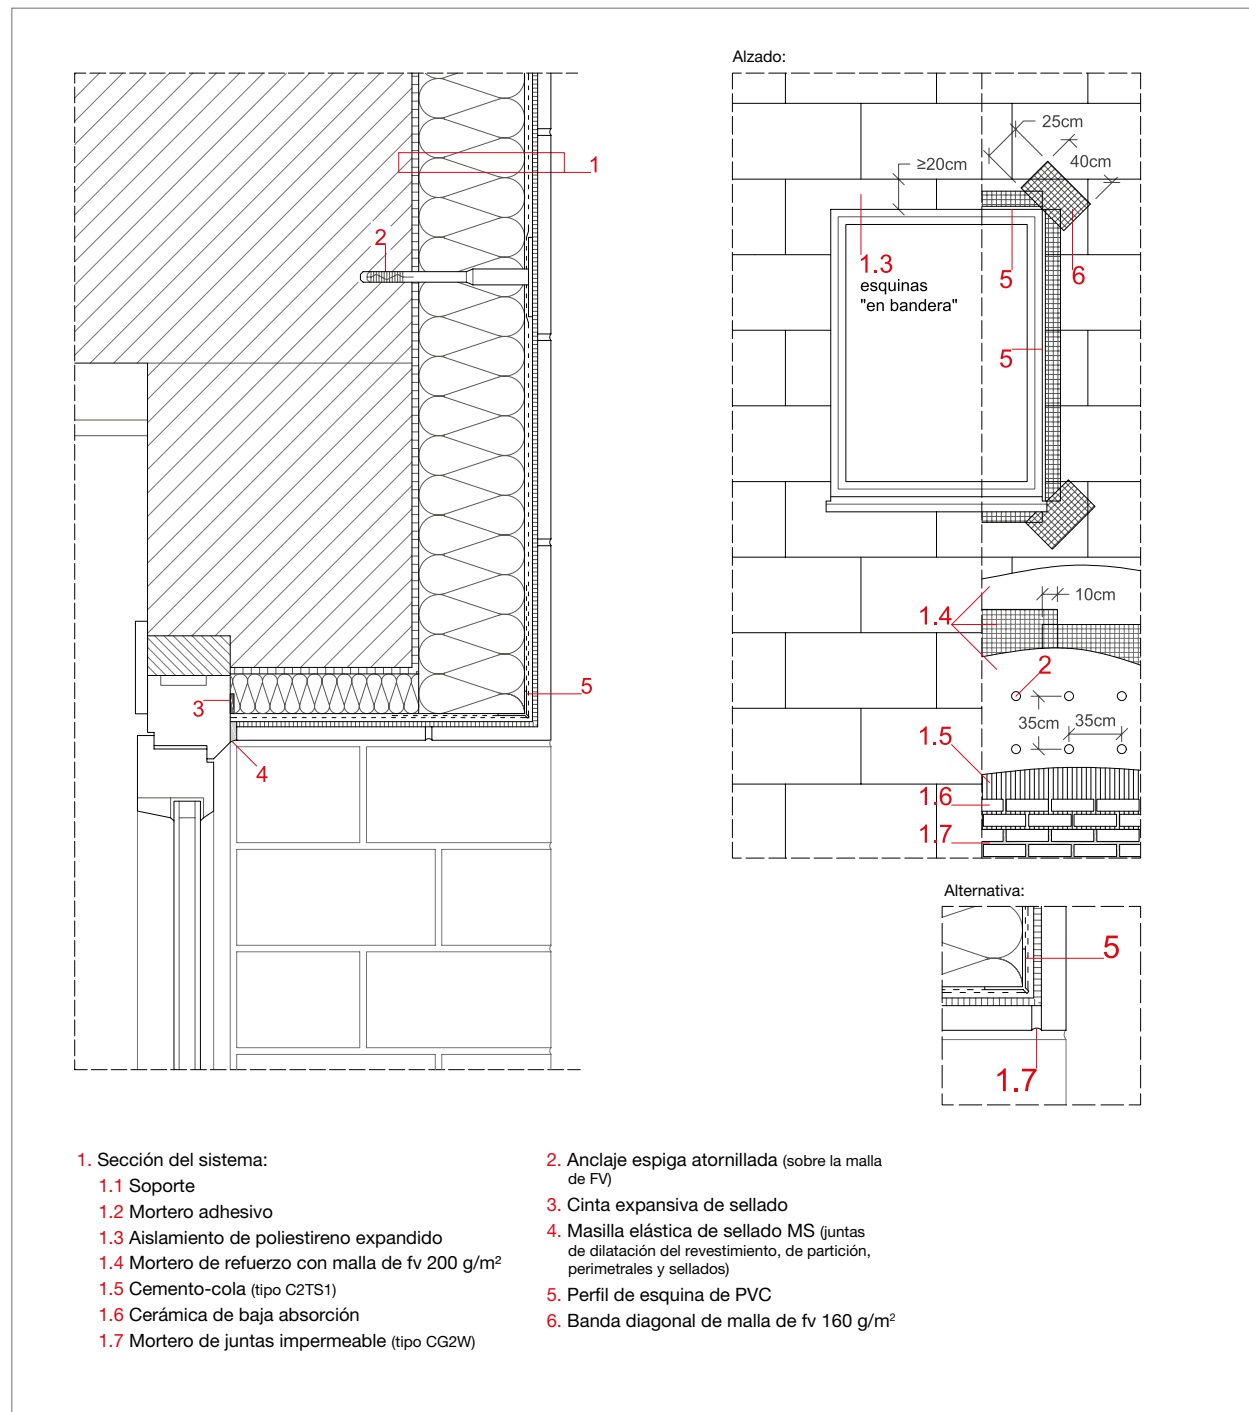 Alzado:
25cm
≥20cm
40cm
1
2
1.3
esquinas
"en bandera"
5
6
5
10cm
1.4
2
5
3
35cm
35cm
1.5
4
1.6
1.7
Alternativa:
5
1.7
1. Sección del sistema:
1.1 Soporte
1.2 Mortero adhesivo
1.3 Aislamiento de poliestireno expandido
1.4 Mortero de refuerzo con malla de fv 200 g/m²
1.5 Cemento-cola (tipo C2TS1)
1.6 Cerámica de baja absorción
1.7 Mortero de juntas impermeable (tipo CG2W)
2. Anclaje espiga atornillada (sobre la malla
de FV)
3. Cinta expansiva de sellado
4. Masilla elástica de sellado MS (juntas
de dilatación del revestimiento, de partición,
perimetrales y sellados)
5. Perfil de esquina de PVC
6. Banda diagonal de malla de fv 160 g/m²